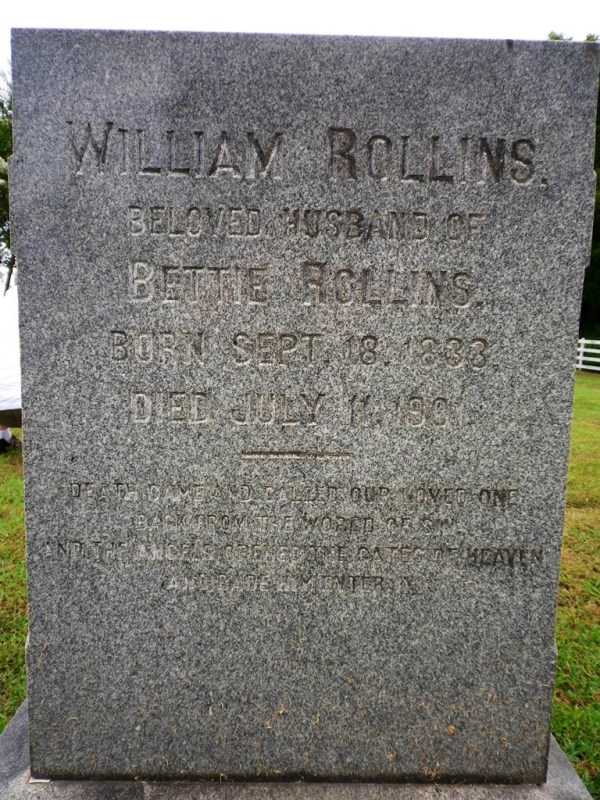 WILLIAM ROLLINS.
BELOVED HUSBAND OF
BETTIE ROLLINS.
BORN SEPT. 18, 1833.
DIED JULY 11,
DEATH CAME AND CALLED OUR LOVED ONE
BACK FROM THE WORLD OF SIN,
AND THE ANGELS OPENED THE GATES OF HEAVEN
AND BADE HIM ENTER IN.